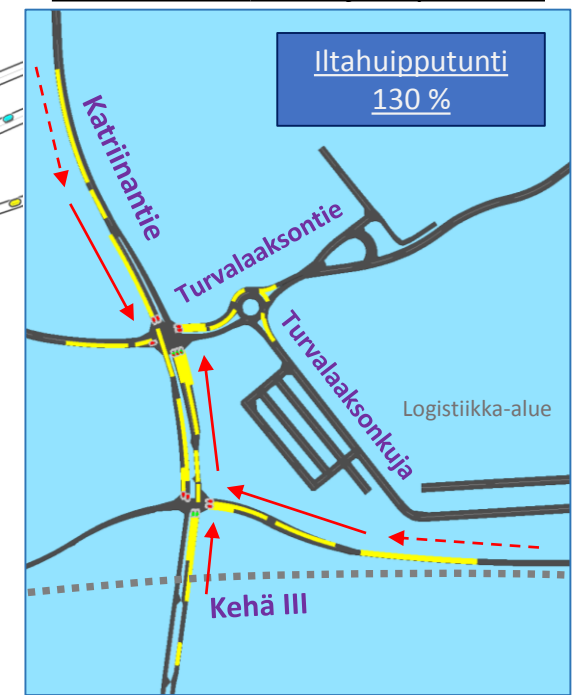 Iltahuipputunti
130 %
Katriinantie
Turvalaaksontie
Turvalaaksonkuja
Logistiikka-alue
Kehä III